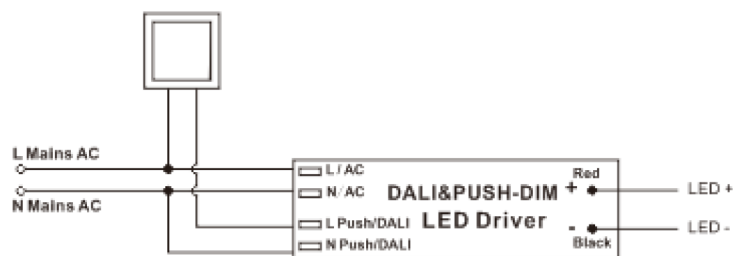 L Mains AC
N Mains AC
L / AC
N/ AC
L Push/DALI
N Push/DALI
DALI&PUSH-DIM
LED Driver
Red
+
-
Black
LED +
LED -